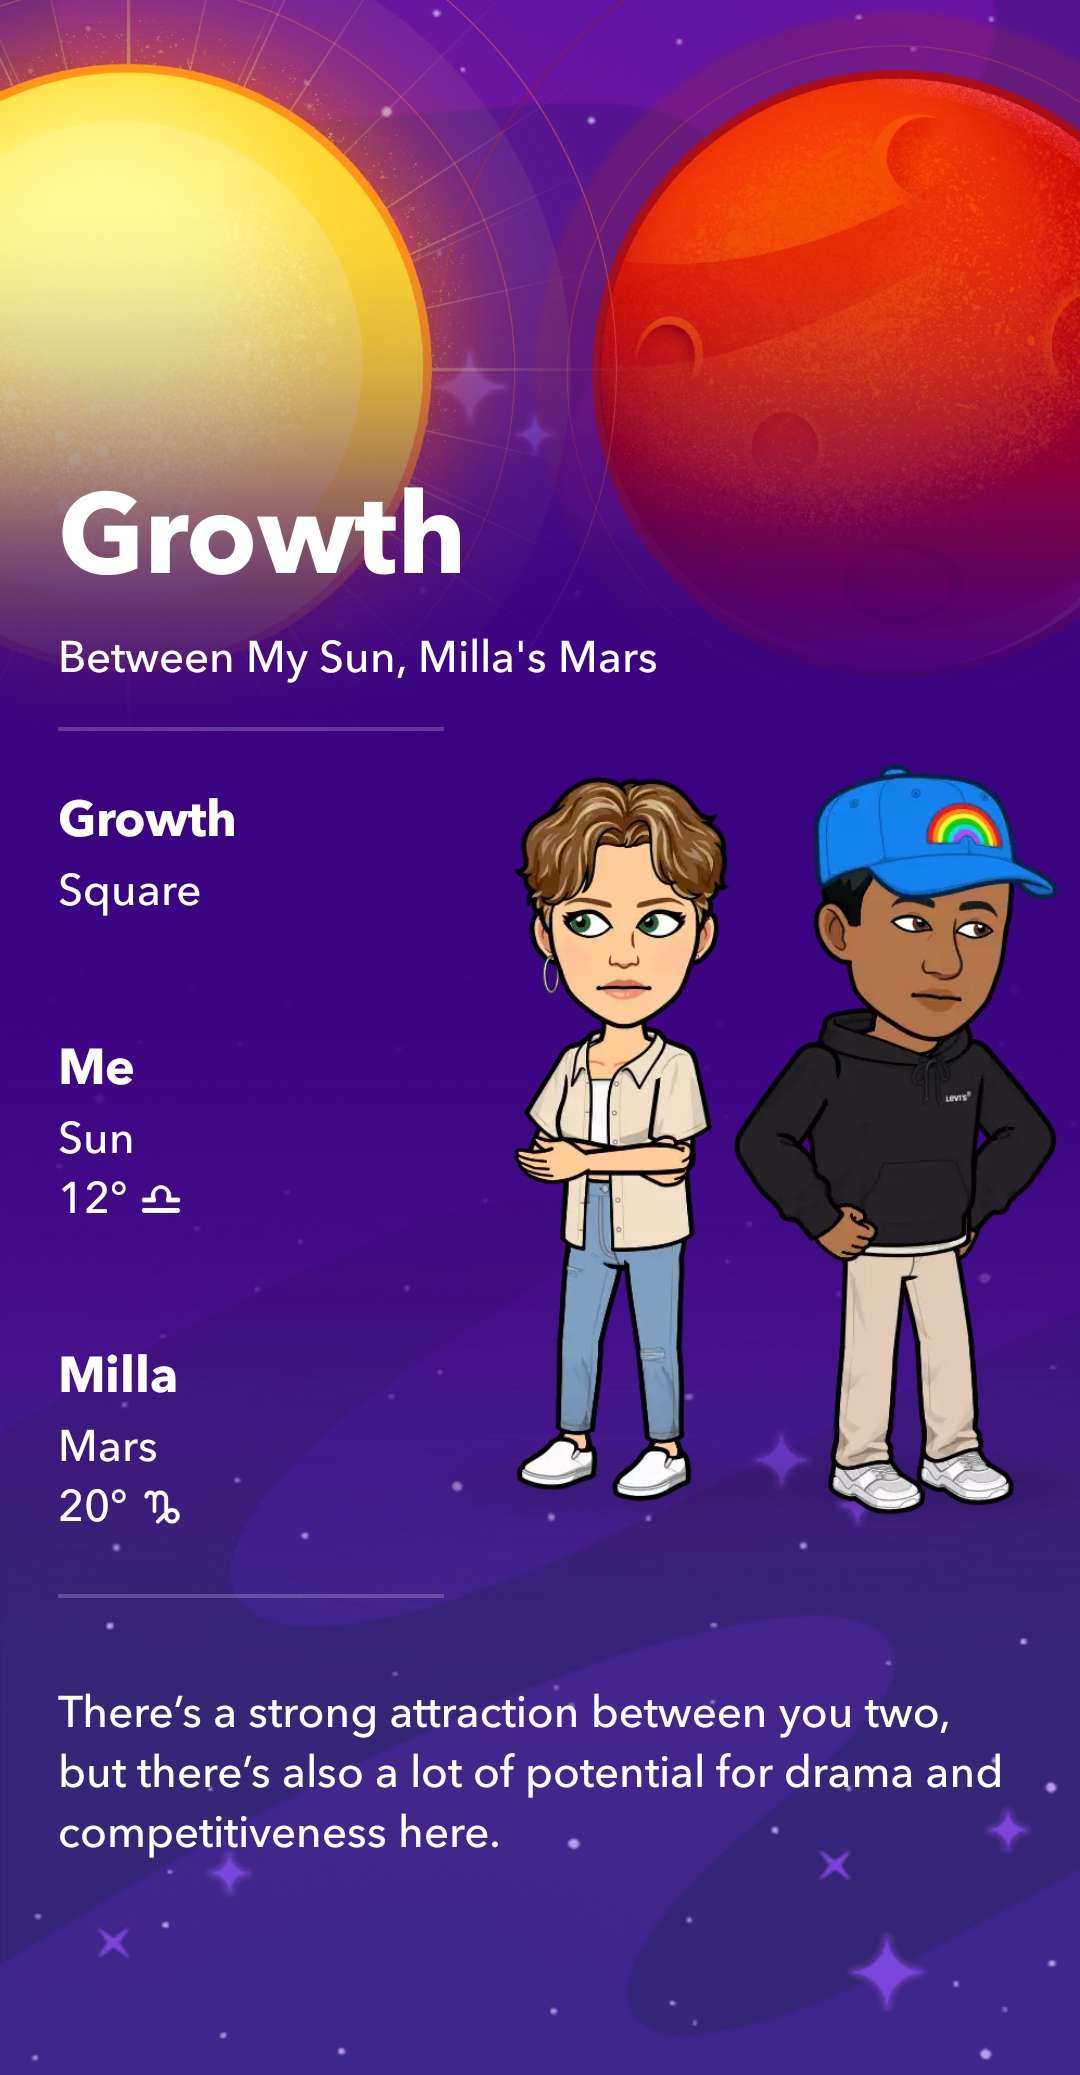 Growth
Between My Sun, Milla's Mars
Growth
Square
Me
Sun
12° ♎
Milla
Mars
20° ♑
LEVI'S®
There’s a strong attraction between you two,
but there’s also a lot of potential for drama and
competitiveness here.